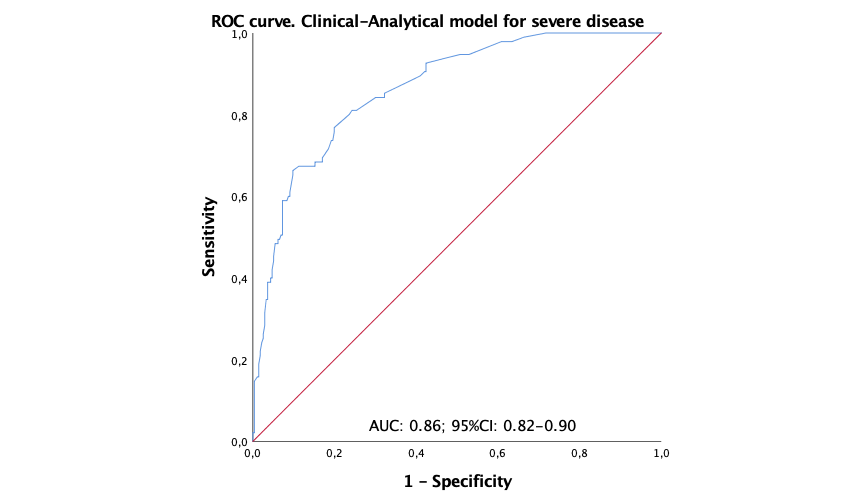 ROC curve. Clinical-Analytical model for severe disease
1,0
0,8
0,6
0,4
0,2
0,0
Sensitivity
AUC: 0.86; 95%CI: 0.82-0.90
0,0 0,2 0,4 0,6 0,8 1,0
1 - Specificity